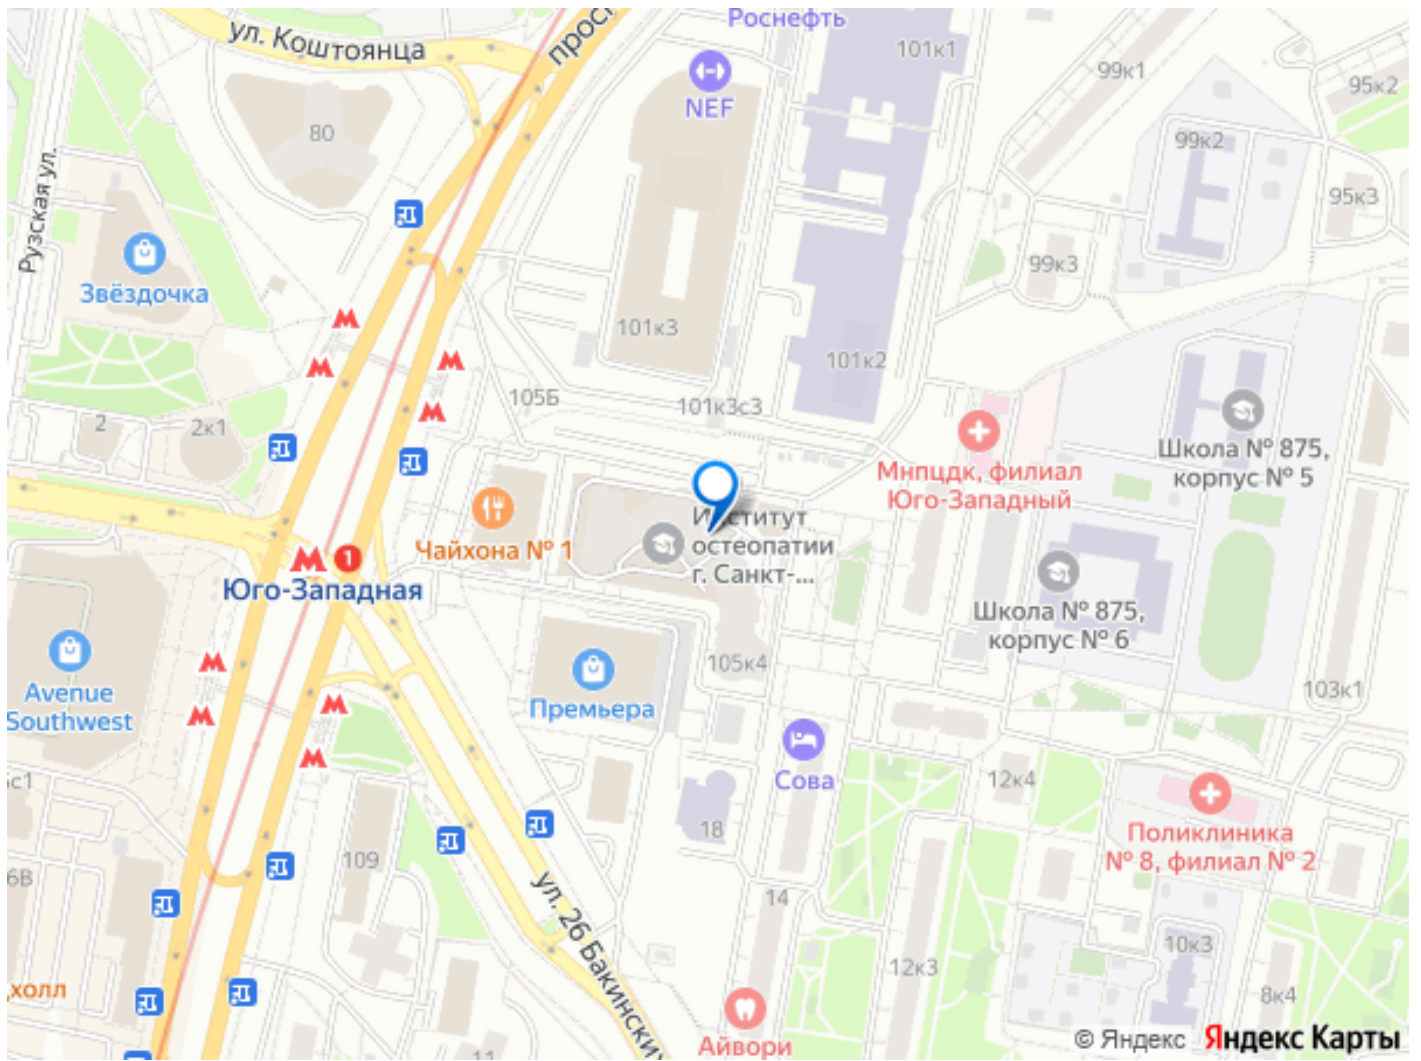 Роснефть
ул. Коштоянца
101к1
99к1
95к2
NEF
80
99к2
Рузская ул.
95к3
99к3
Звёздочка
101к3
101к2
105Б
101к3с3
2
2к1
Мнпцдк, филиал
Юго-Западный
Школа № 875,
корпус № 5
Чайхона № 1
Институт
остеопатии
г. Санкт-...
1
Юго-Западная
Школа № 875,
корпус № 6
105к4
103к1
Avenue
Southwest
Премьера
Сова
12к4
18
109
Поликлиника
№ 8, филиал № 2
14
ул. 26 Бакинских
10к3
12к3
8к4
11
Айвори
© Яндекс Яндекс Карты